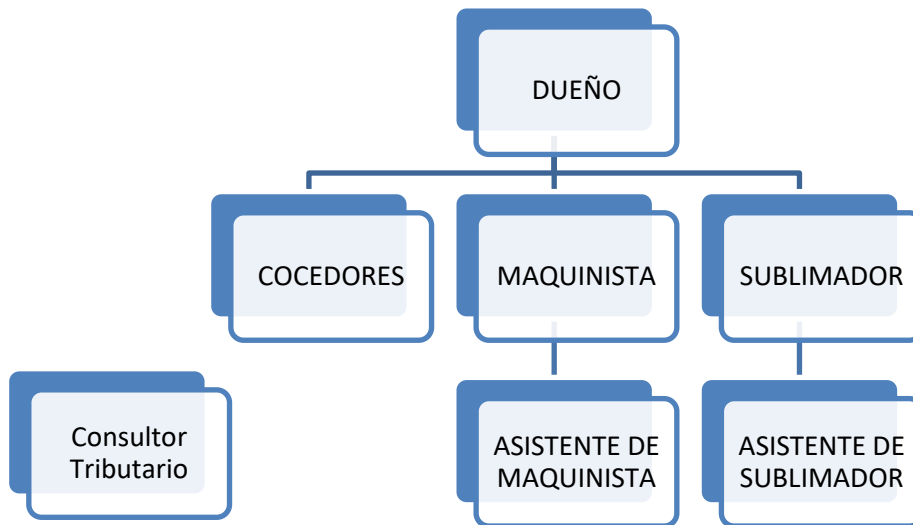 DUEÑO
COCEDORES
MAQUINISTA
SUBLIMADOR
Consultor
Tributario
ASISTENTE DE
MAQUINISTA
ASISTENTE DE
SUBLIMADOR